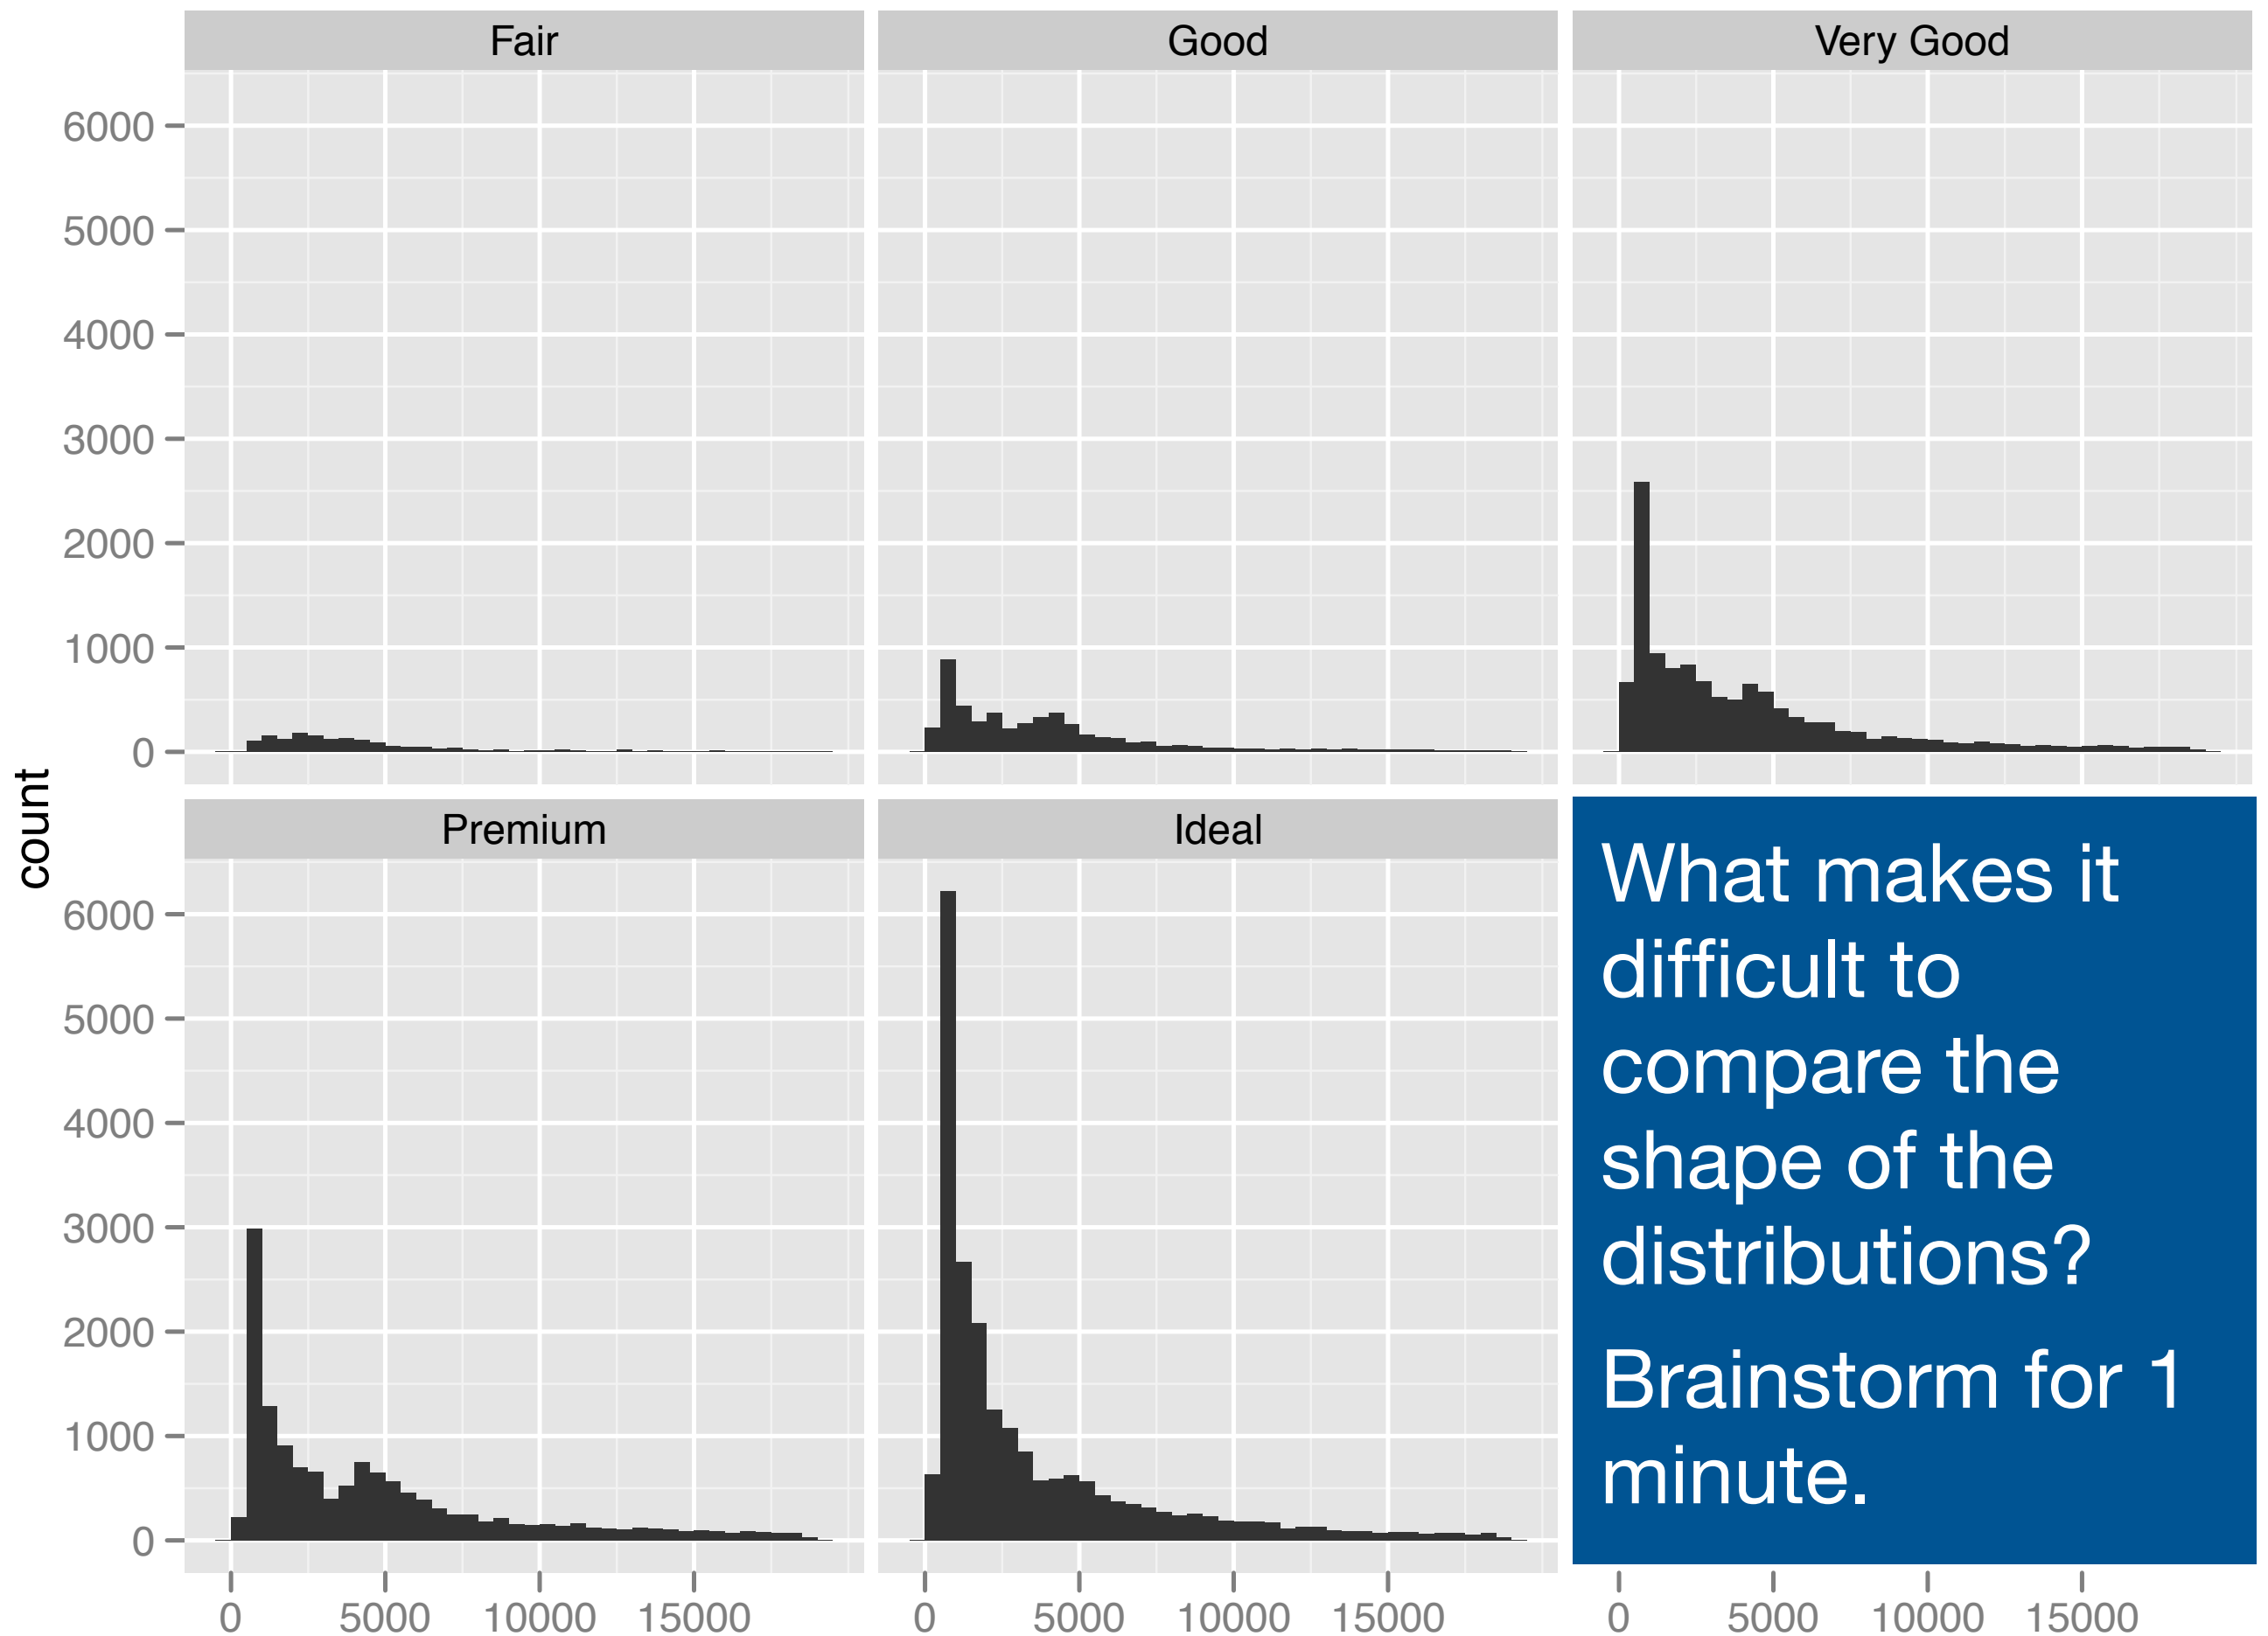 Fair
Good
Very Good
6000
5000
4000
3000
2000
1000
0
count
Premium
Ideal
6000
5000
4000
3000
2000
1000
0
What makes it
difficult to
compare the
shape of the
distributions?
Brainstorm for 1
minute.
0 5000 10000 15000
0 5000 10000 15000
0 5000 10000 15000